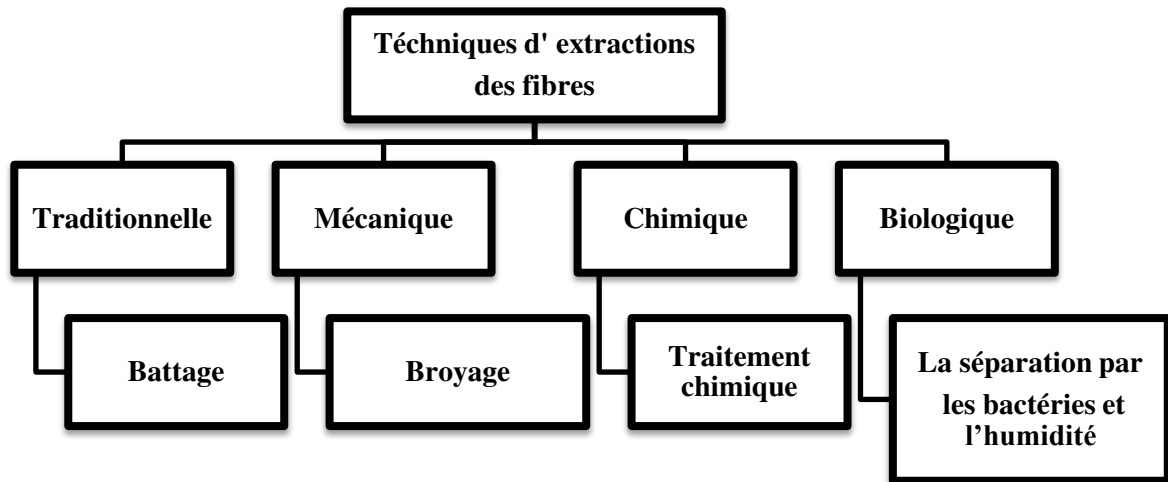 Téchniques d' extractions
des fibres
Traditionnelle
Mécanique
Chimique
Biologique
Battage
Broyage
Traitement
chimique
La séparation par
les bactéries et
l’humidité